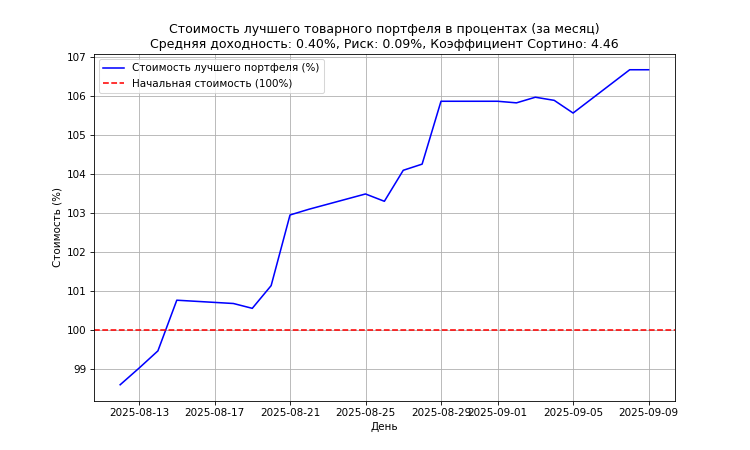 Стоимость лучшего товарного портфеля в процентах (за месяц)
Средняя доходность: 0.40%, Риск: 0.09%, Коэффициент Сортино: 4.46
Стоимость лучшего портфеля (%)
Начальная стоимость (100%)
Стоимость (%)
107
106
105
104
103
102
101
100
99
2025-08-13
2025-08-17
2025-08-21
2025-08-25
2025-08-29
2025-09-01
2025-09-05
2025-09-09
День